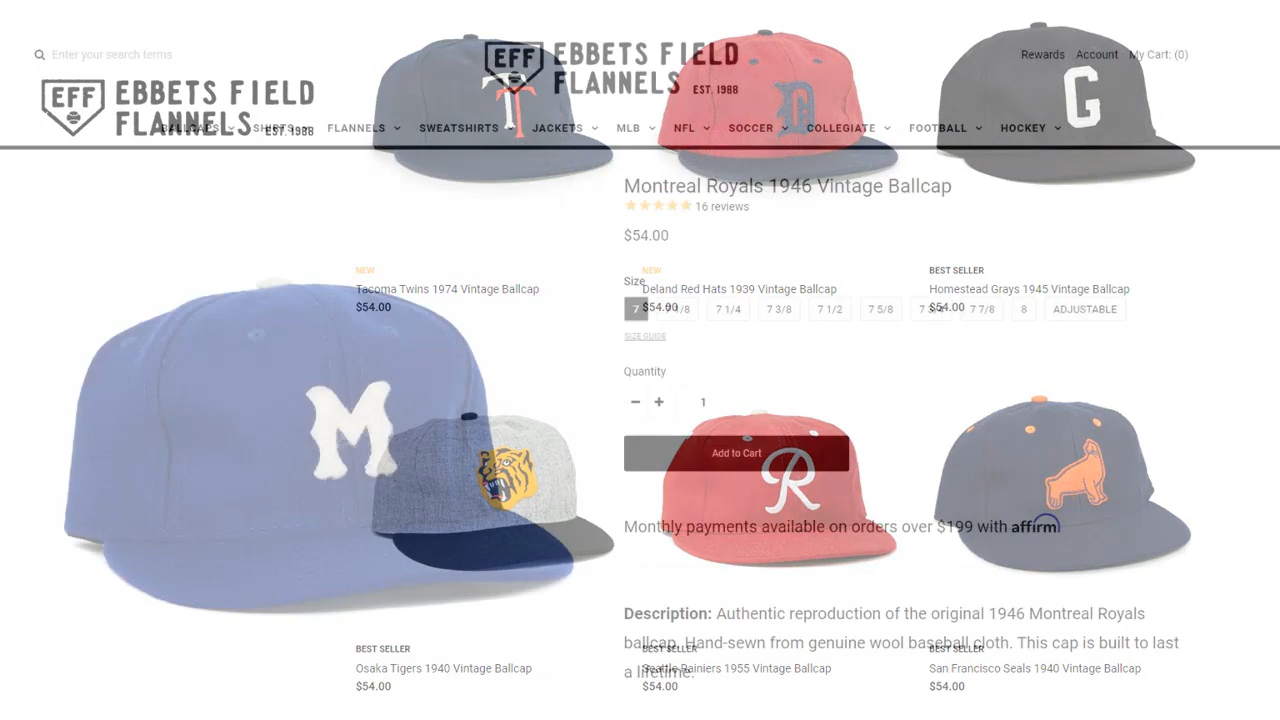 Enter your search terms
EFF EBBETS FIELD
FLANNELS EST. 1988
Rewards Account My Cart: (0)
EFF EBBETS FIELD
FLANNELS EST. 1988
BALLCAPS SHIRTS FLANNELS SWEATSHIRTS JACKETS MLB NFL SOCCER COLLEGIATE FOOTBALL HOCKEY
T T
D
G
Montreal Royals 1946 Vintage Ballcap
16 reviews
$54.00
NEW
Tacoma Twins 1974 Vintage Ballcap
$54.00
NEW
Deland Red Hats 1939 Vintage Ballcap
$54.00
BEST SELLER
Homestead Grays 1945 Vintage Ballcap
$54.00
Size
7 7 1/8 7 1/4 7 3/8 7 1/2 7 5/8 7 3/4 7 7/8 8 ADJUSTABLE
SIZE GUIDE
Quantity
− + 1
Add to Cart
M
R
Monthly payments available on orders over $199 with affirm
Description: Authentic reproduction of the original 1946 Montreal Royals
ballcap. Hand-sewn from genuine wool baseball cloth. This cap is built to last
a lifetime.
BEST SELLER
Osaka Tigers 1940 Vintage Ballcap
$54.00
BEST SELLER
Seattle Rainiers 1955 Vintage Ballcap
$54.00
BEST SELLER
San Francisco Seals 1940 Vintage Ballcap
$54.00